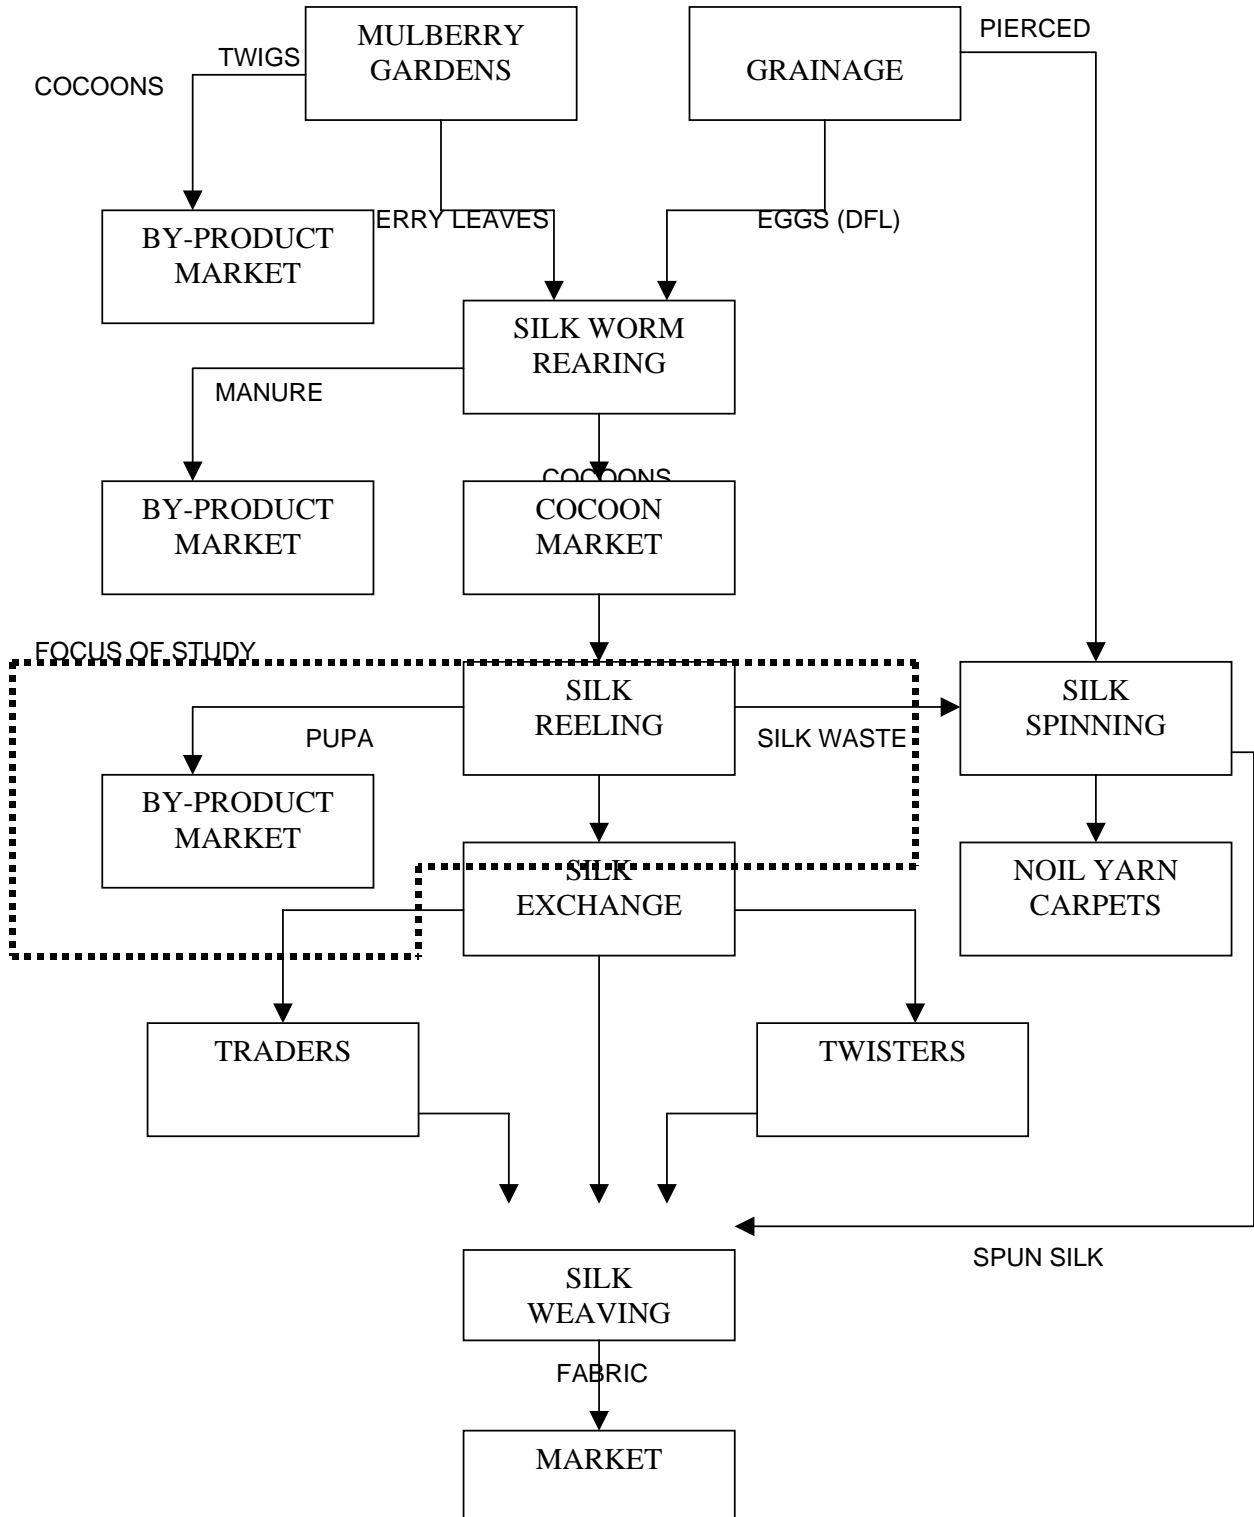 PIERCED
MULBERRY
GARDENS
TWIGS
GRAINAGE
COCOONS
ERRY LEAVES
EGGS (DFL)
BY-PRODUCT
MARKET
SILK WORM
REARING
MANURE
COCOONS
BY-PRODUCT
MARKET
COCOON
MARKET
FOCUS OF STUDY
SILK
REELING
SILK
SPINNING
PUPA
SILK WASTE
BY-PRODUCT
MARKET
SILK
EXCHANGE
NOIL YARN
CARPETS
TRADERS
TWISTERS
SPUN SILK
SILK
WEAVING
FABRIC
MARKET